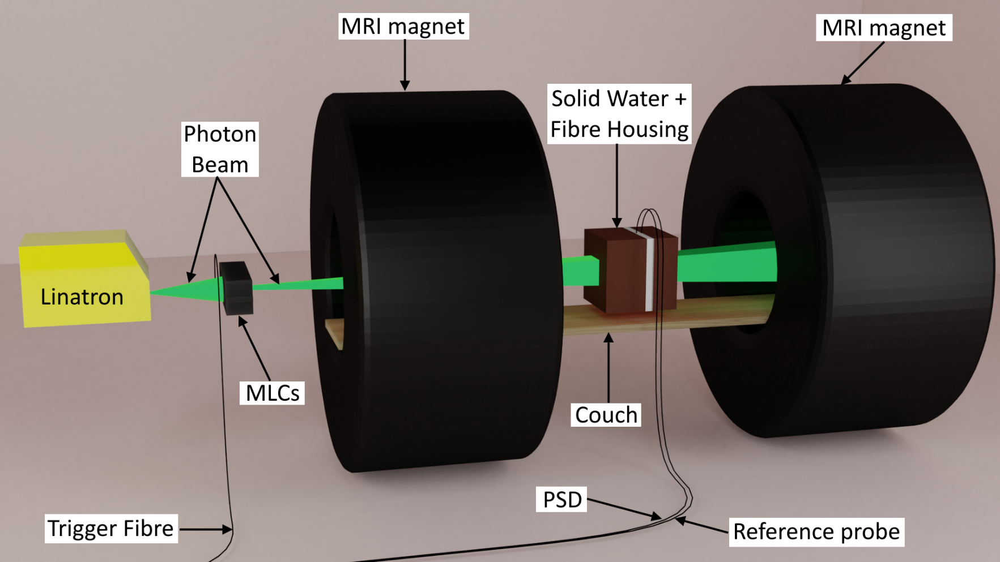 MRI magnet
MRI magnet
Solid Water +
Fibre Housing
Photon
Beam
Linatron
MLCs
Couch
PSD
Trigger Fibre
Reference probe